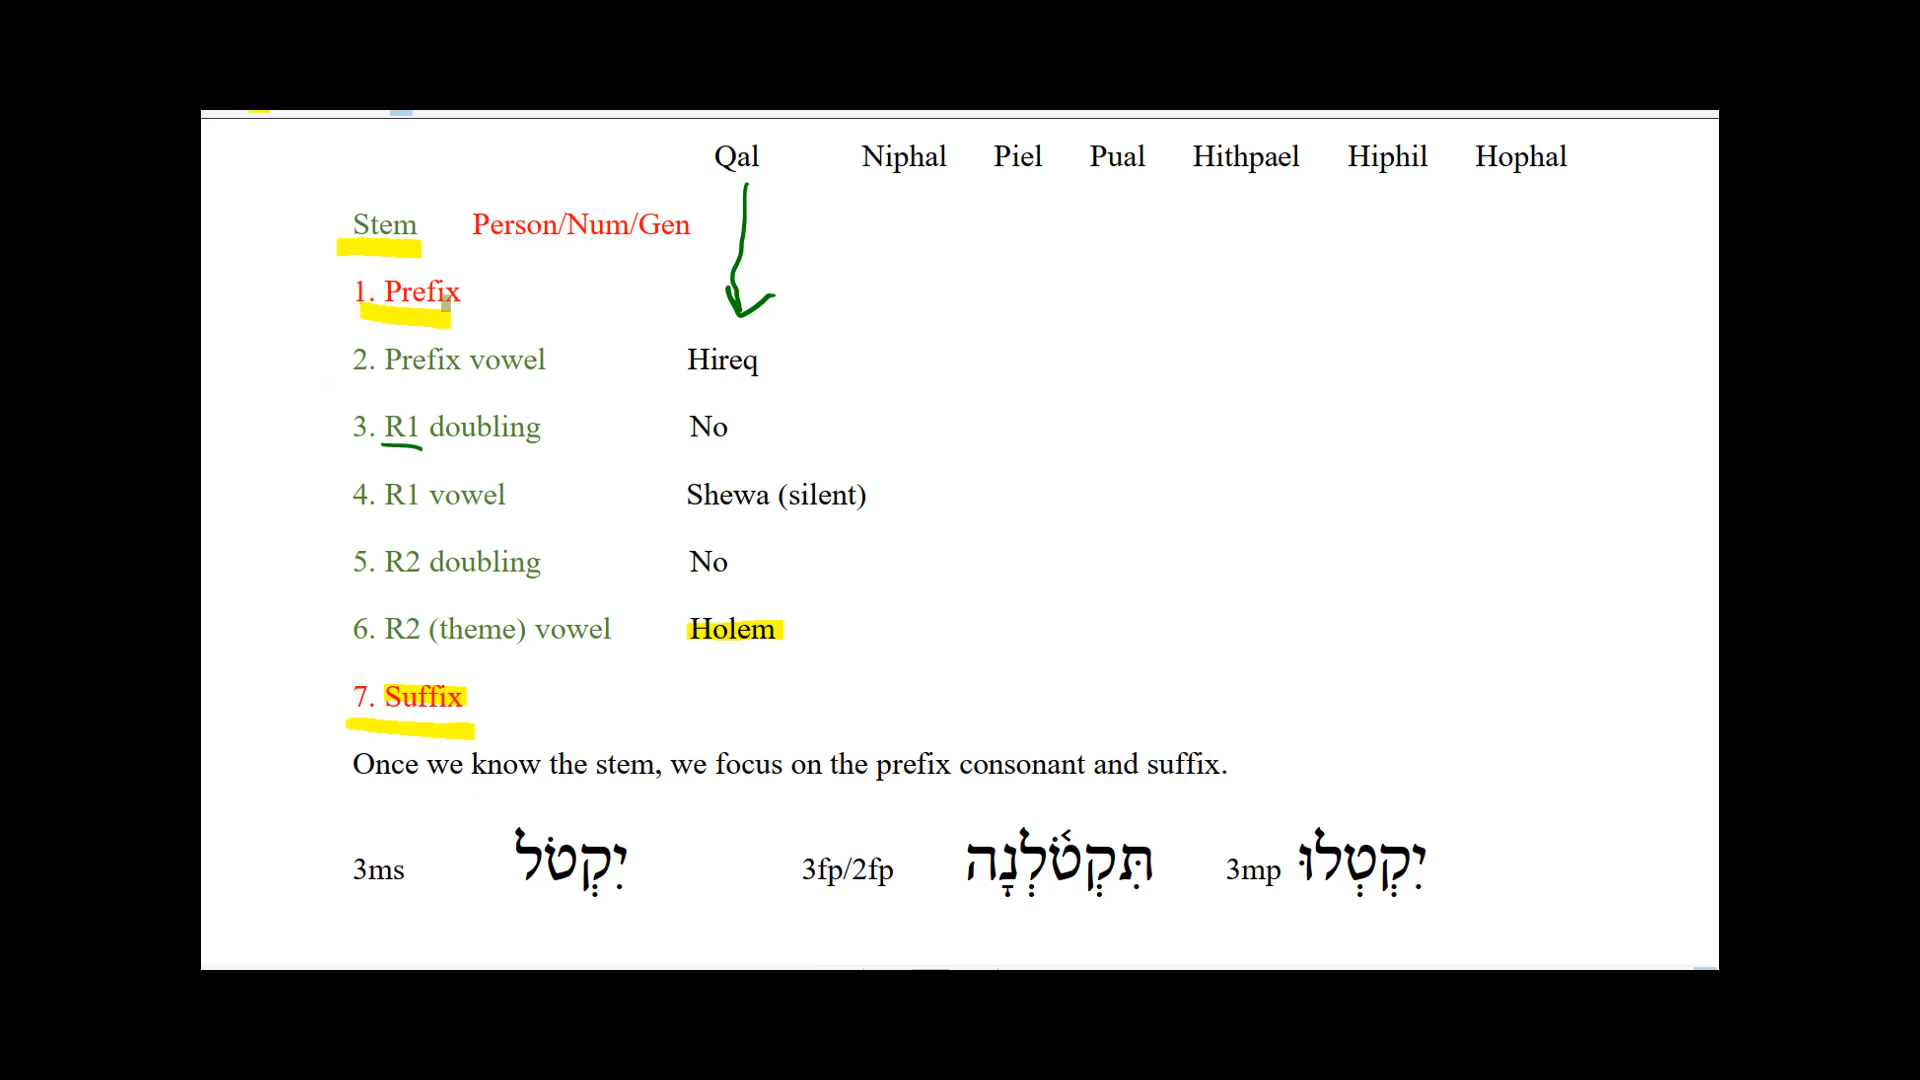 Qal Niphal Piel Pual Hithpael Hiphil Hophal
Stem Person/Num/Gen
1. Prefix
2. Prefix vowel Hireq
3. R1 doubling No
4. R1 vowel Shewa (silent)
5. R2 doubling No
6. R2 (theme) vowel Holem
7. Suffix
Once we know the stem, we focus on the prefix consonant and suffix.
3ms יִקְטֹל 3fp/2fp תִּקְטֹ֫לְנָה 3mp יִקְטְלוּ